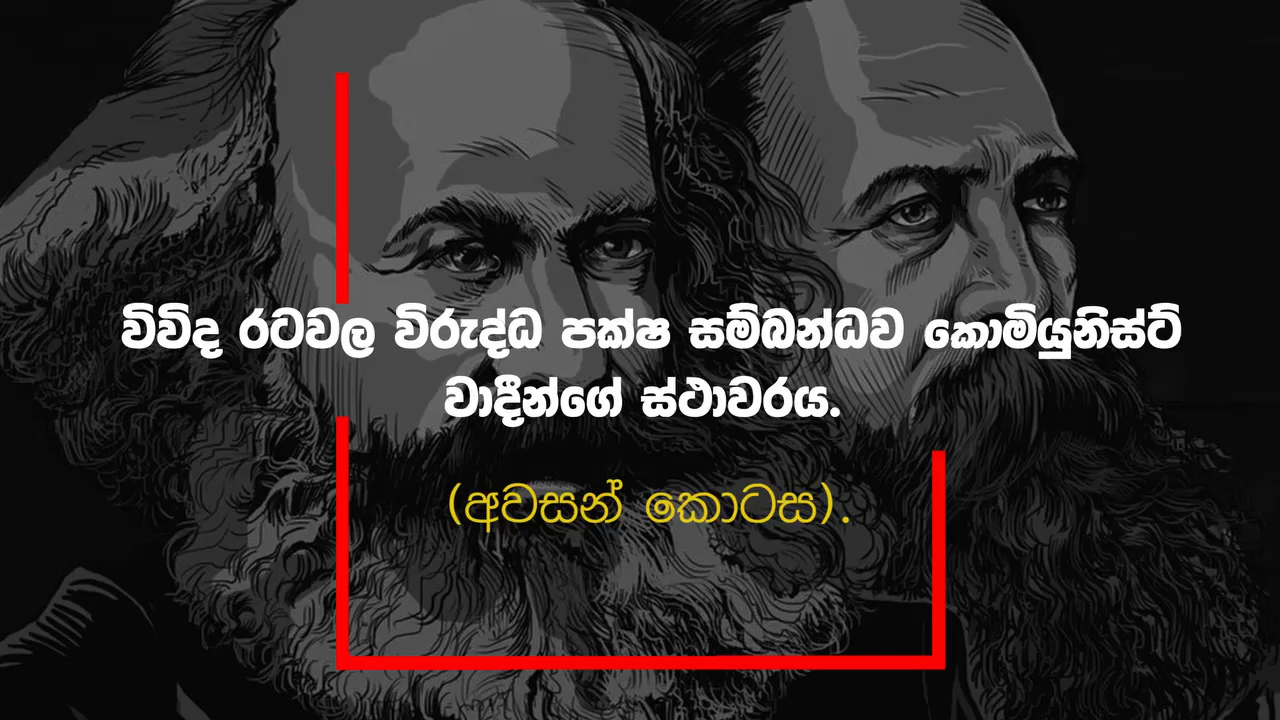 විවිද රටවල විරුද්ධ පක්ෂ සම්බන්ධව කොමියුනිස්ට්
වාදීන්ගේ ස්ථාවරය.
(අවසන් කොටස).